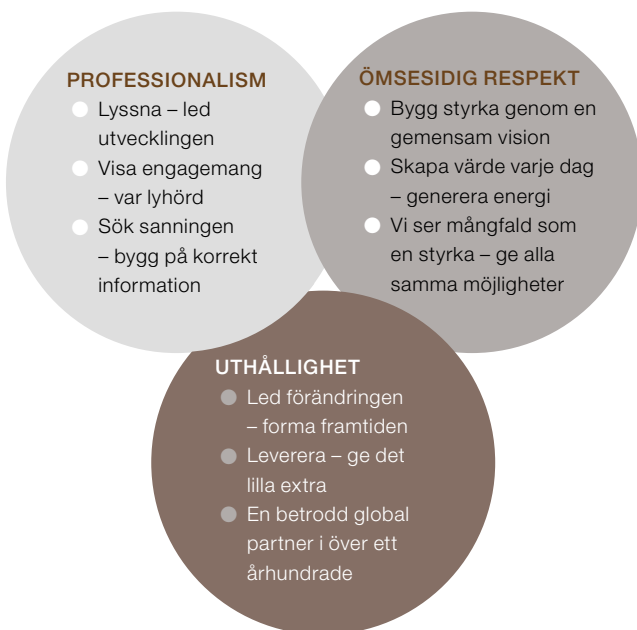 PROFESSIONALISM
Lyssna – led
utvecklingen
Visa engagemang
– var lyhörd
Sök sanningen
– bygg på korrekt
information
ÖMSESIDIG RESPEKT
Bygg styrka genom en
gemensam vision
Skapa värde varje dag
– generera energi
Vi ser mångfald som
en styrka – ge alla
samma möjligheter
UTHÅLLIGHET
Led förändringen
– forma framtiden
Leverera – ge det
lilla extra
En betrodd global
partner i över ett
århundrade